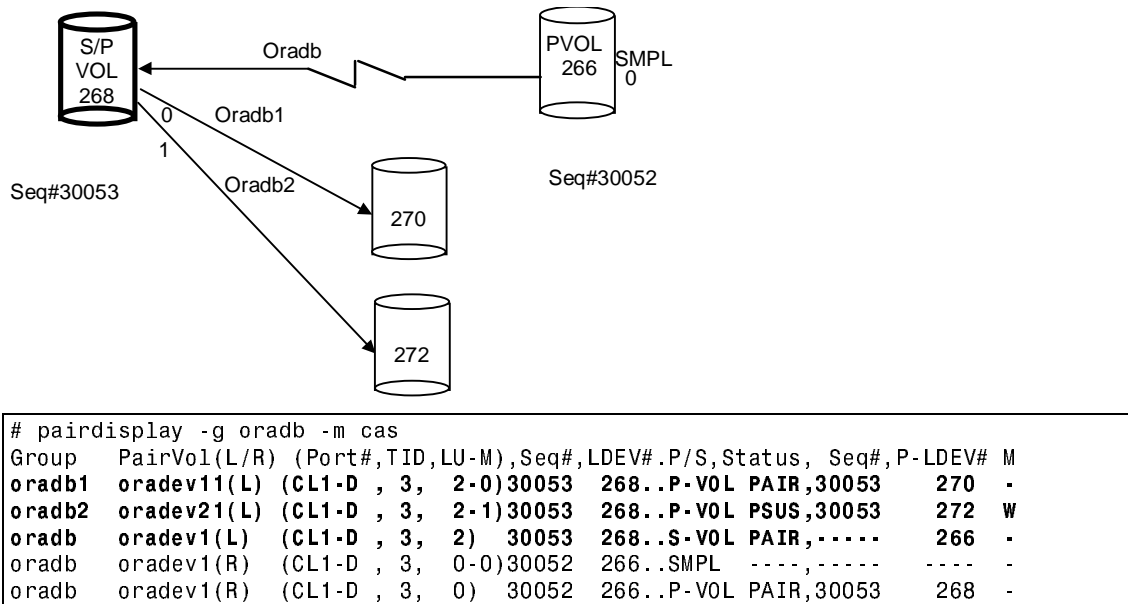 S/P
VOL
268
Oradb
PVOL
266
SMPL
0
0
Oradb1
1
Oradb2
Seq#30053
Seq#30052
270
272
# pairdisplay -g oradb -m cas
Group PairVol(L/R) (Port#,TID,LU-M),Seq#,LDEV#.P/S,Status, Seq#,P-LDEV# M
oradb1 oradev11(L) (CL1-D , 3, 2-0)30053 268..P-VOL PAIR,30053 270 -
oradb2 oradev21(L) (CL1-D , 3, 2-1)30053 268..P-VOL PSUS,30053 272 W
oradb oradev1(L) (CL1-D , 3, 2) 30053 268..S-VOL PAIR,----- 266 -
oradb oradev1(R) (CL1-D , 3, 0-0)30052 266..SMPL ----,----- ---- -
oradb oradev1(R) (CL1-D , 3, 0) 30052 266..P-VOL PAIR,30053 268 -